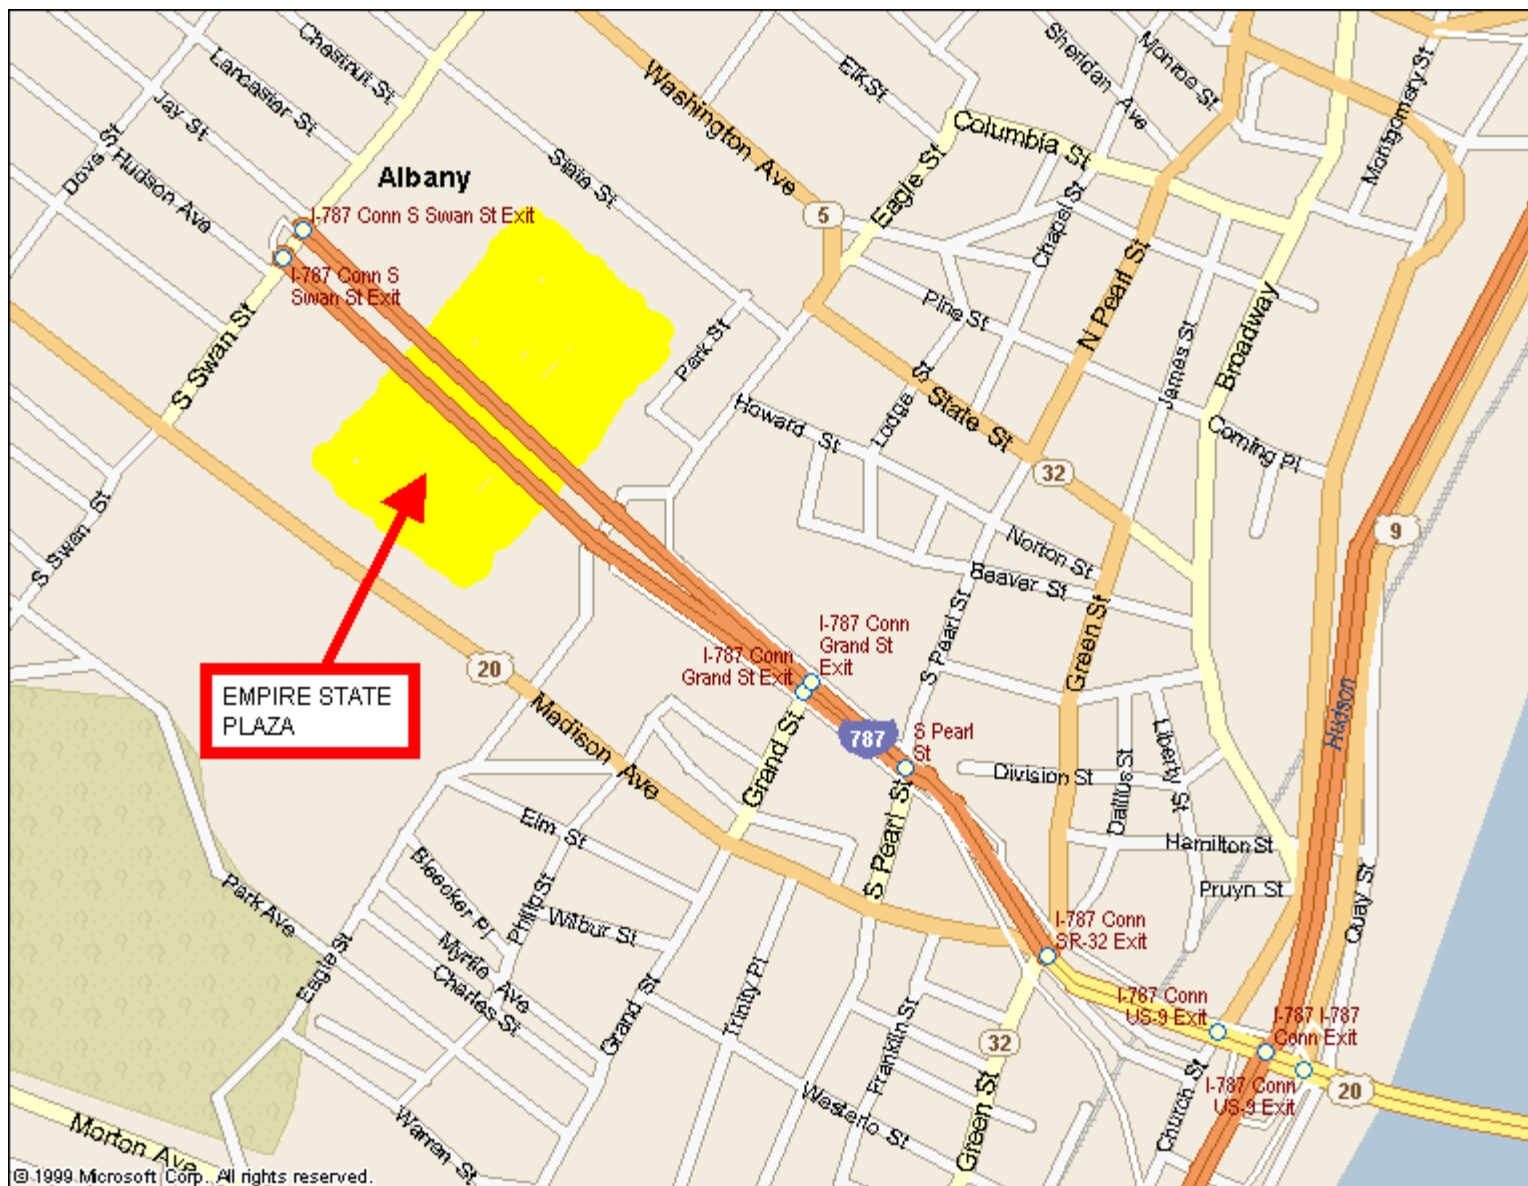 Chestnut St
Lancaster St
Jay St
Hudson Ave
Dove St
Albany
I-787 Conn S Swan St Exit
I-787 Conn S
Swan St Exit
S Swan St
S Swan St
State St
Washington Ave
5
Elk St
Eagle St
Columbia St
Sheridan Ave
Monroe St
Montgomery St
Chapel St
N Pearl St
Pine St
James St
Broadway
Park St
Howard St
Lodge St
State St
32
Corning Pl
9
Norton St
Beaver St
S Pearl St
Green St
Hudson
EMPIRE STATE
PLAZA
20
Madison Ave
I-787 Conn
Grand St Exit
I-787 Conn
Grand St
Exit
787
S Pearl
St
Grand St
S Pearl St
Division St
Dallius St
Liberty St
Hamilton St
Pruyn St
Quay St
Elm St
Bleecker Pl
Philip St
Wilbur St
Park Ave
Eagle St
Myrtle Ave
Charles St
Grand St
Trinity Pl
Franklin St
I-787 Conn
SR-32 Exit
I-787 Conn
US-9 Exit
I-787 I-787
Conn Exit
I-787 Conn
US-9 Exit
20
32
Green St
Church St
Westerlo St
Warren St
Morton Ave
© 1999 Microsoft Corp. All rights reserved.